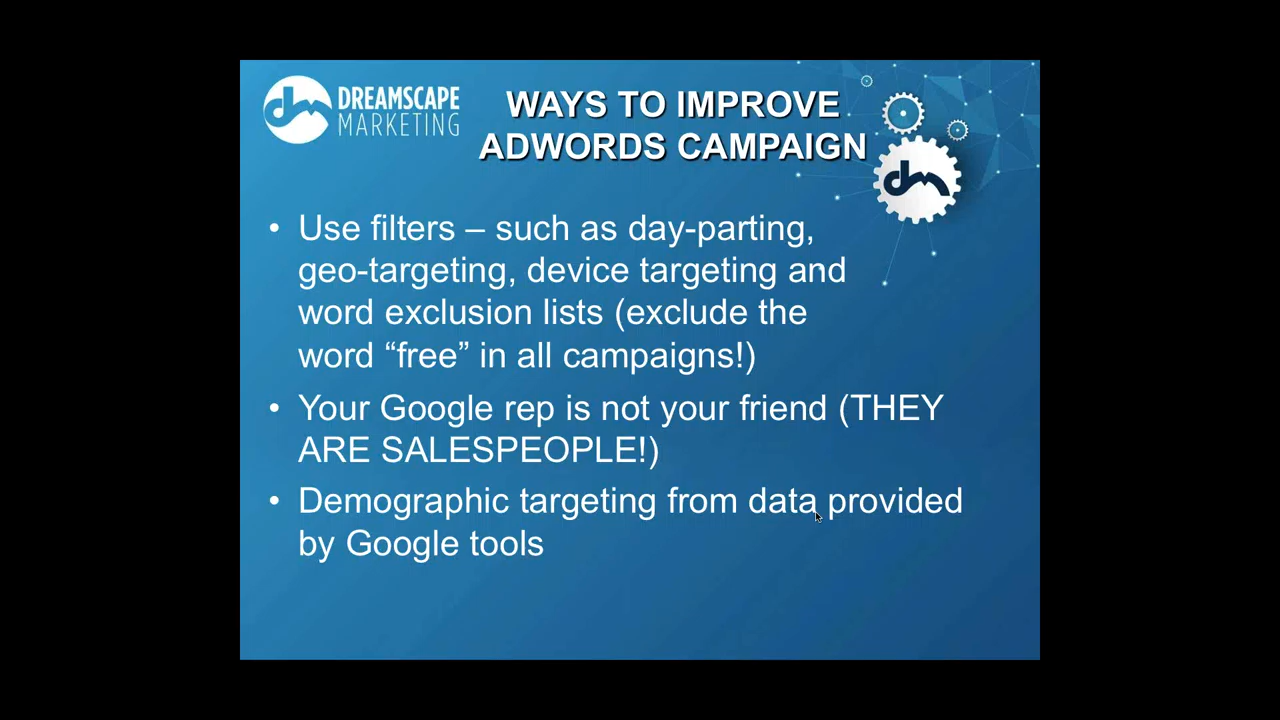 DREAMSCAPE
MARKETING
WAYS TO IMPROVE
ADWORDS CAMPAIGN
dm
dm
• Use filters – such as day-parting,
geo-targeting, device targeting and
word exclusion lists (exclude the
word “free” in all campaigns!)
• Your Google rep is not your friend (THEY
ARE SALESPEOPLE!)
• Demographic targeting from data provided
by Google tools